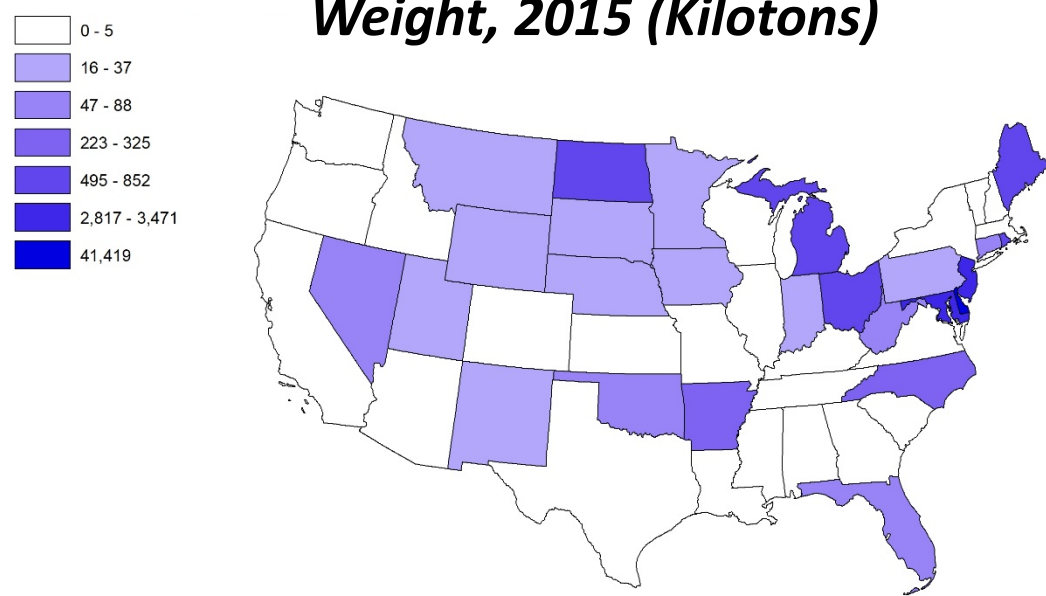 Weight, 2015 (Kilotons)
0 - 5
16 - 37
47 - 88
223 - 325
495 - 852
2,817 - 3,471
41,419